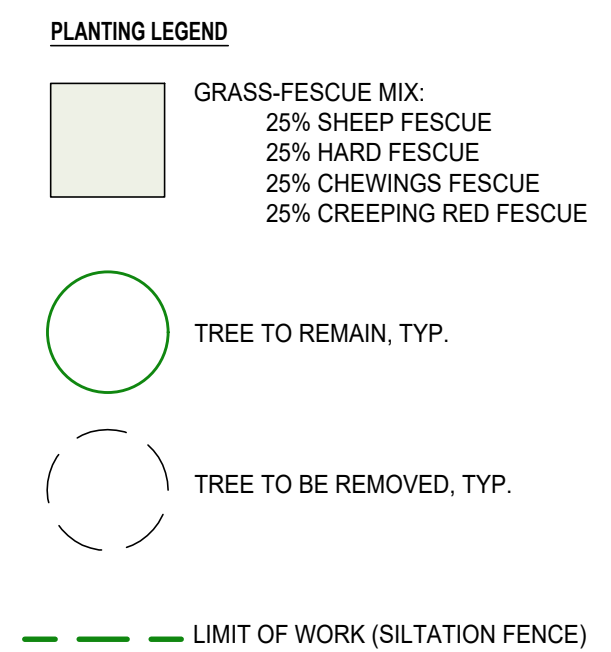 PLANTING LEGEND
GRASS-FESCUE MIX:
25% SHEEP FESCUE
25% HARD FESCUE
25% CHEWINGS FESCUE
25% CREEPING RED FESCUE
TREE TO REMAIN, TYP.
TREE TO BE REMOVED, TYP.
LIMIT OF WORK (SILTATION FENCE)